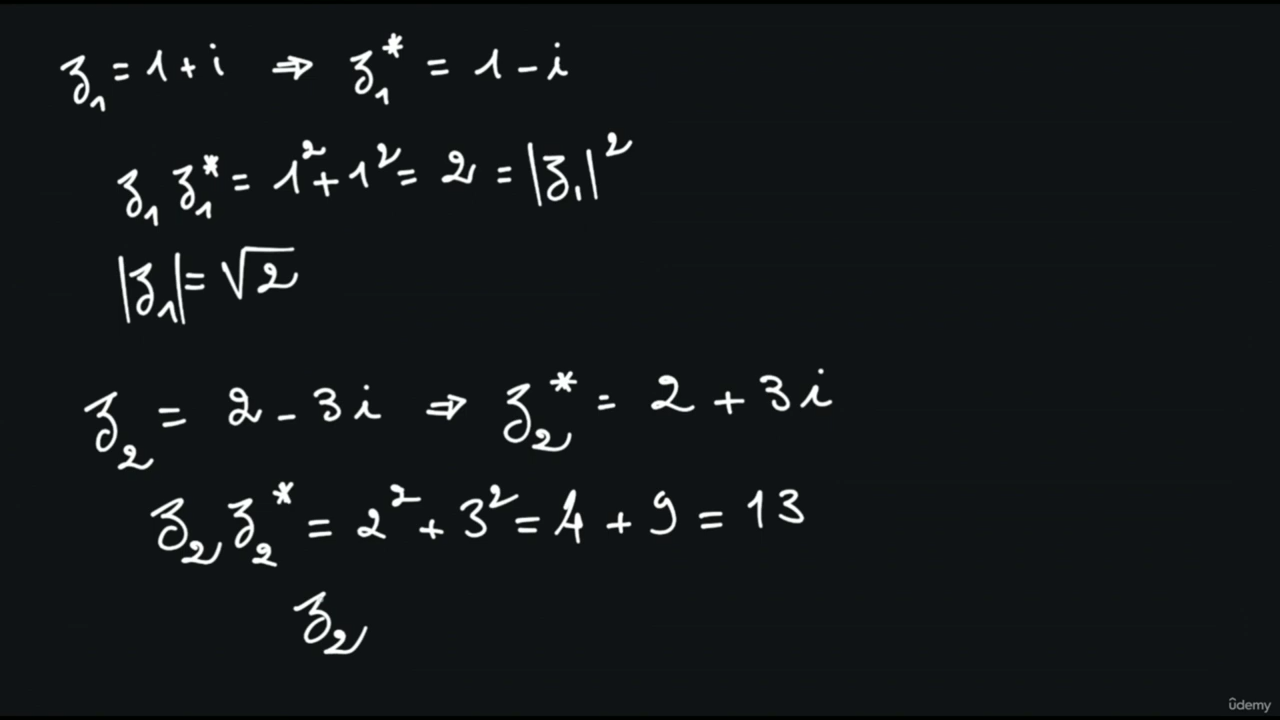 z₁ = 1 + i ⇒ z₁* = 1 - i
z₁ z₁* = 1² + 1² = 2 = |z₁|²
|z₁| = √2
z₂ = 2 - 3i ⇒ z₂* = 2 + 3i
z₂ z₂* = 2² + 3² = 4 + 9 = 13
z₂
ûdemy